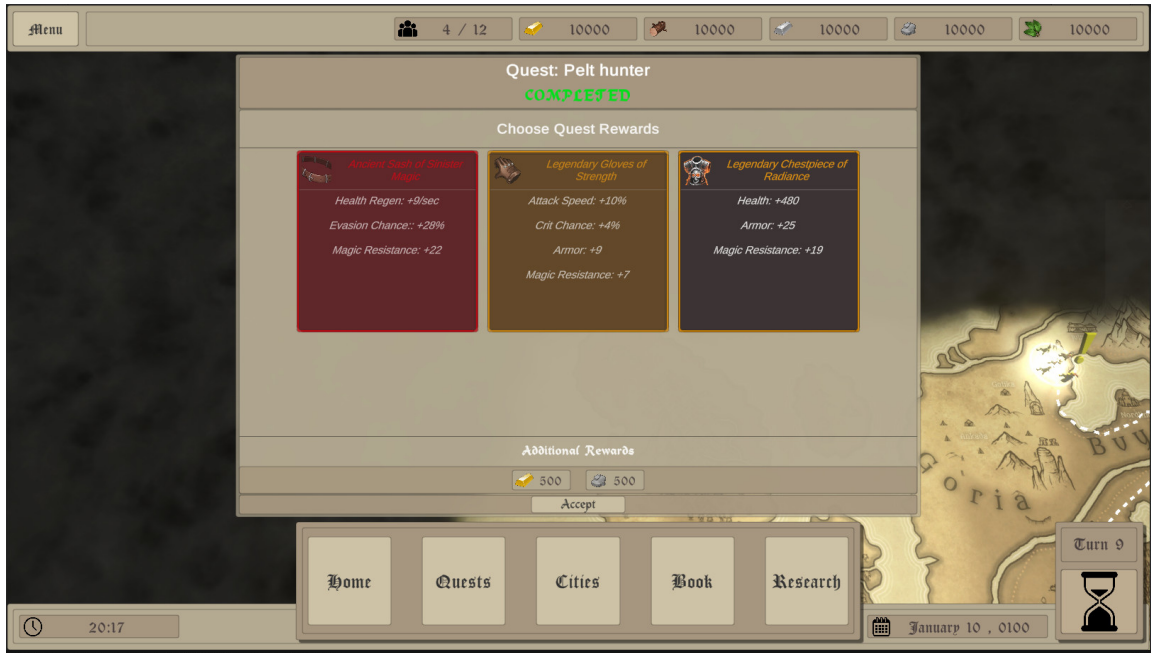 Menu
4 / 12
10000
10000
10000
10000
10000
Quest: Pelt hunter
COMPLETED
Choose Quest Rewards
Ancient Sash of Sinister
Magic
Health Regen: +9/sec
Evasion Chance:: +28%
Magic Resistance: +22
Legendary Gloves of
Strength
Attack Speed: +10%
Crit Chance: +4%
Armor: +9
Magic Resistance: +7
Legendary Chestpiece of
Radiance
Health: +480
Armor: +25
Magic Resistance: +19
Additional Rewards
500
500
Accept
Goria
Home
Quests
Cities
Book
Research
Turn 9
20:17
January 10 , 0100